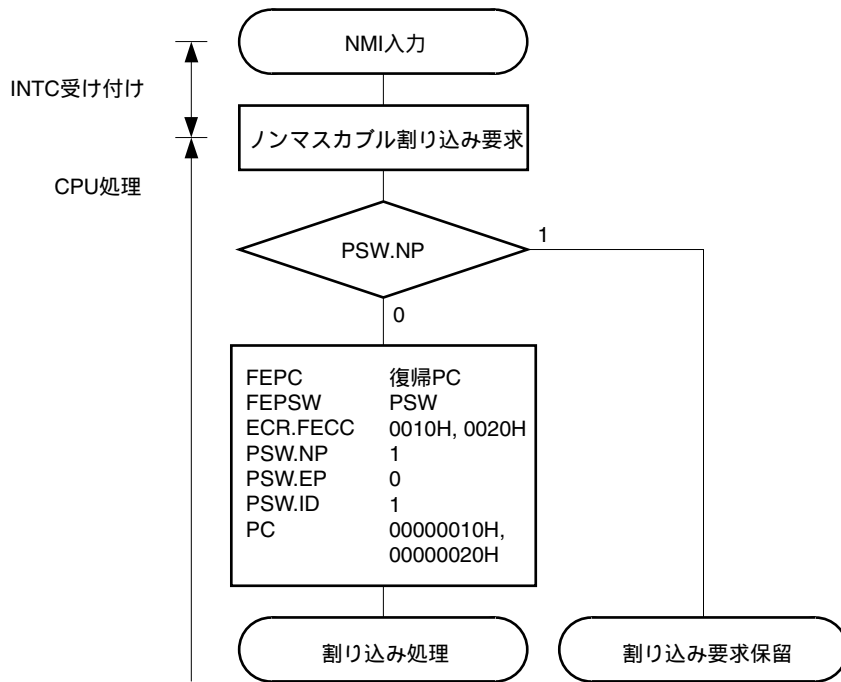 NMI入力
INTC受け付け
ノンマスカブル割り込み要求
CPU処理
PSW.NP
1
0
FEPC 復帰PC
FEPSW PSW
ECR.FECC 0010H, 0020H
PSW.NP 1
PSW.EP 0
PSW.ID 1
PC 00000010H,
00000020H
割り込み処理
割り込み要求保留